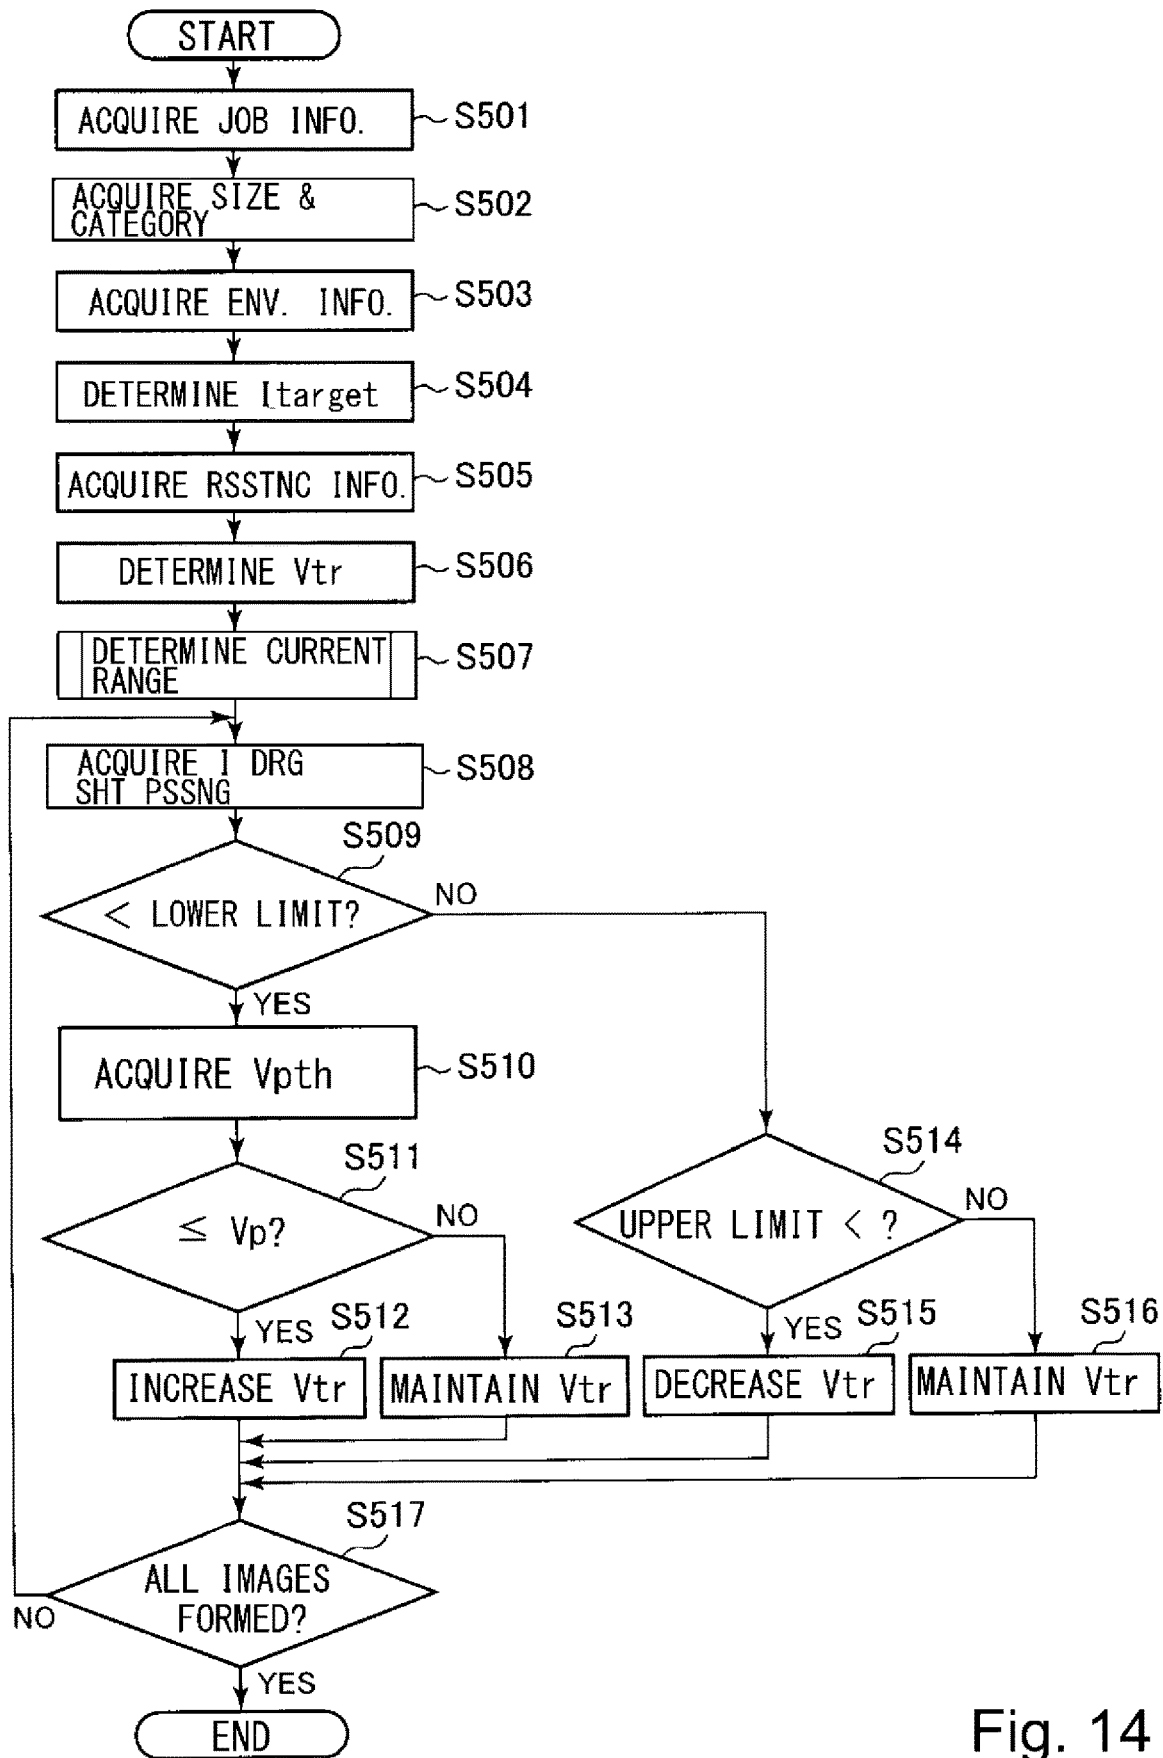 START
ACQUIRE JOB INFO.
S501
ACQUIRE SIZE &
CATEGORY
S502
ACQUIRE ENV. INFO.
S503
DETERMINE Itarget
S504
ACQUIRE RSSTNC INFO.
S505
DETERMINE Vtr
S506
DETERMINE CURRENT
RANGE
S507
ACQUIRE I DRG
SHT PSSNG
S508
S509
< LOWER LIMIT?
NO
YES
ACQUIRE Vpth
S510
S511
≤ Vp?
NO
YES
S514
UPPER LIMIT < ?
NO
YES
S512
INCREASE Vtr
S513
MAINTAIN Vtr
S515
DECREASE Vtr
S516
MAINTAIN Vtr
S517
ALL IMAGES
FORMED?
NO
YES
END
Fig. 14